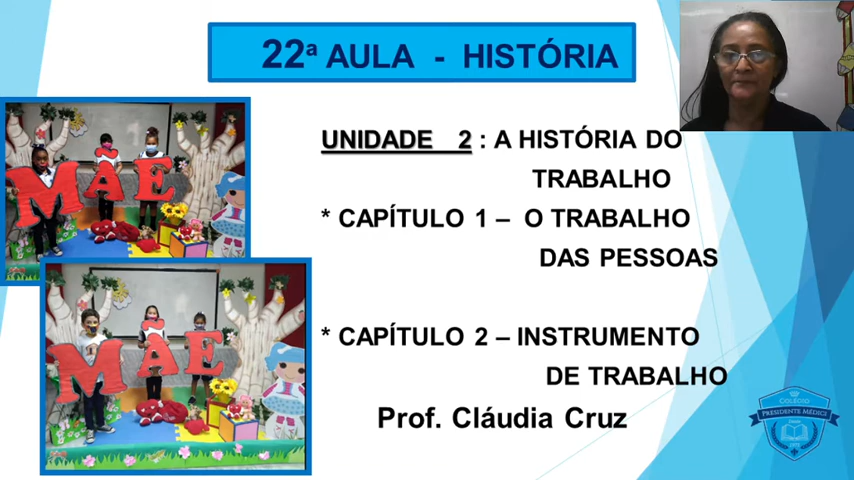 22ª AULA - HISTÓRIA
UNIDADE 2 : A HISTÓRIA DO
TRABALHO
* CAPÍTULO 1 – O TRABALHO
DAS PESSOAS
* CAPÍTULO 2 – INSTRUMENTO
DE TRABALHO
Prof. Cláudia Cruz
MÃE
MÃE
COLÉGIO
PRESIDENTE MÉDICI